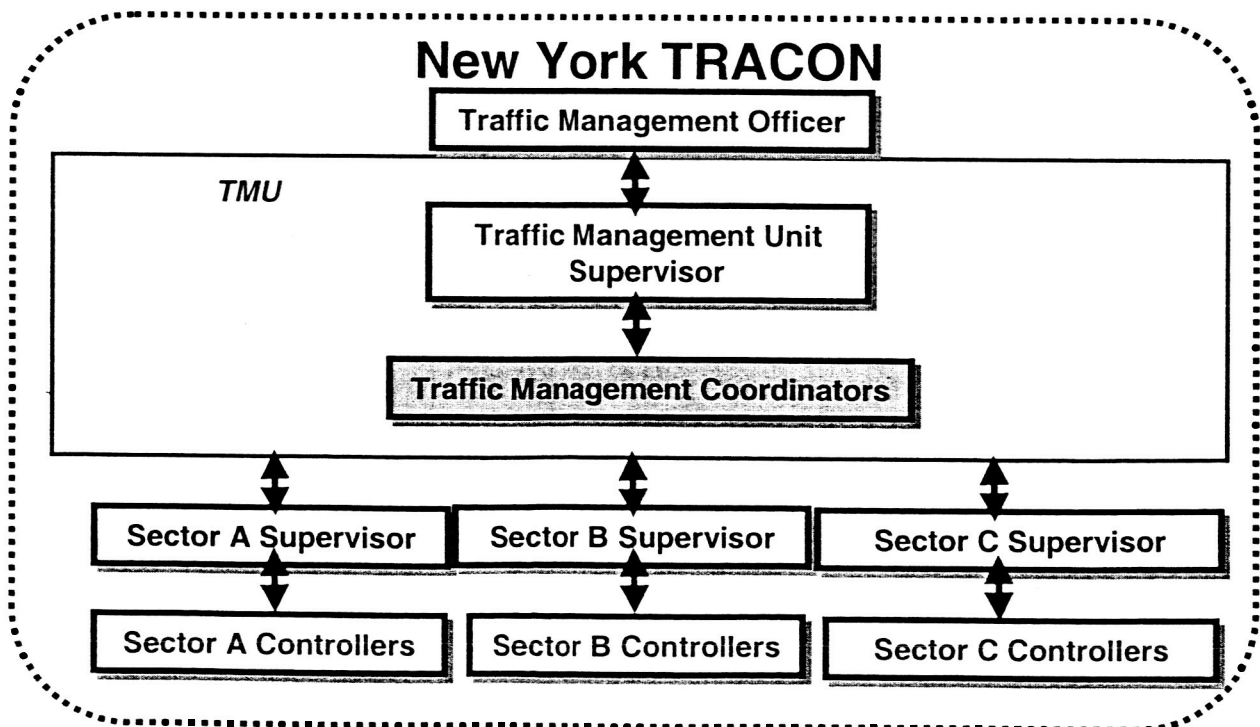 New York TRACON
Traffic Management Officer
TMU
Traffic Management Unit
Supervisor
Traffic Management Coordinators
Sector A Supervisor
Sector B Supervisor
Sector C Supervisor
Sector A Controllers
Sector B Controllers
Sector C Controllers